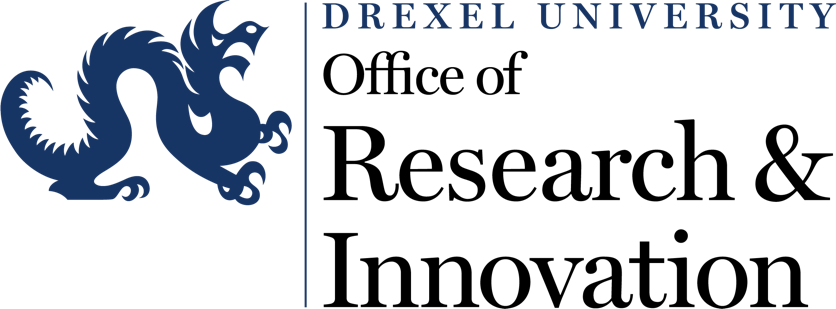 DREXEL UNIVERSITY
Office of
Research &
Innovation